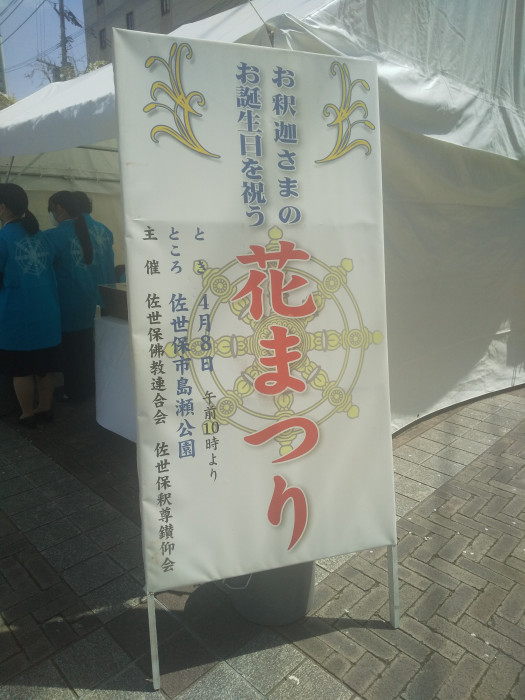 お釈迦さまの
お誕生日を祝う
花まつり
とき 4月8日 午前10時より
ところ 佐世保市島瀬公園
主催 佐世保佛教連合会 佐世保釈尊鑚仰会